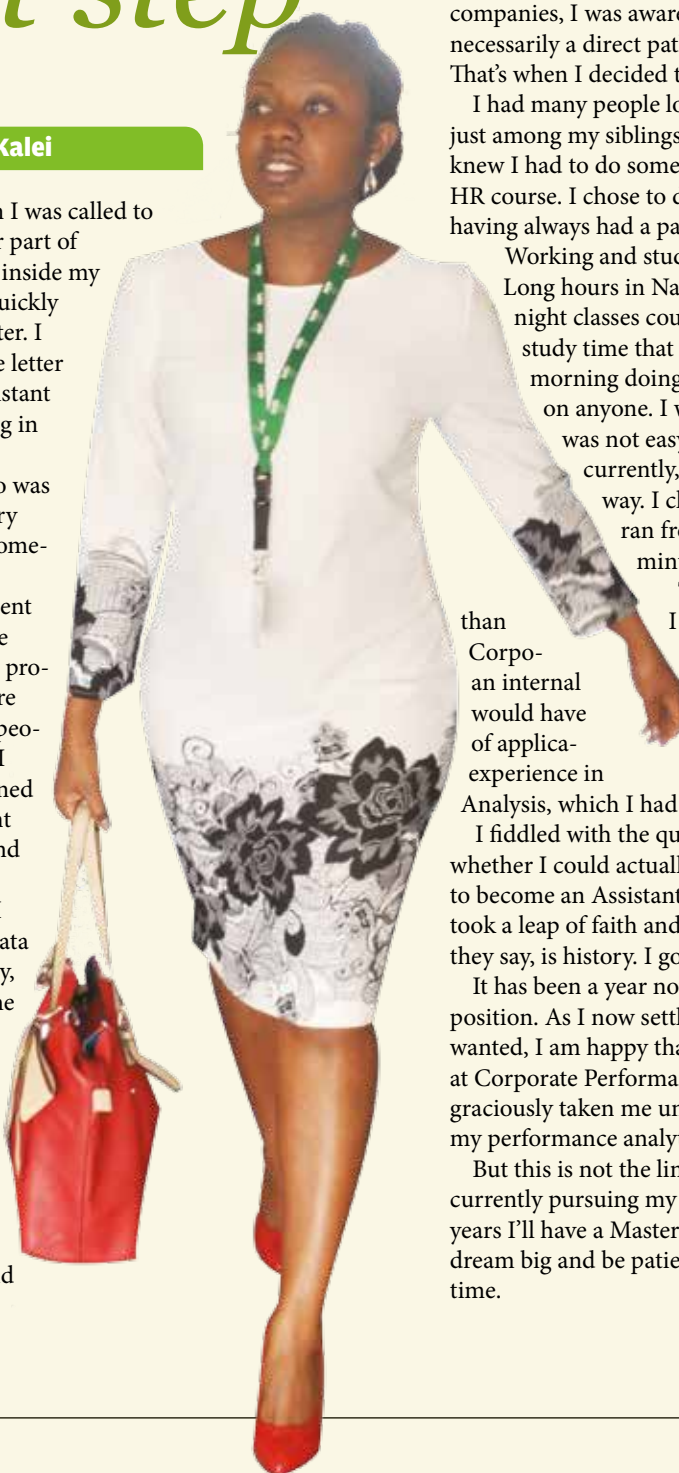 t step
Kalei
I was called to
r part of
inside my
uickly
ter. I
e letter
istant
g in
o was
ry
ome-
ent
e
pro-
re
peo-
I
ned
nt
nd
ata
y,
ne
d
companies, I was aware
necessarily a direct pat
That's when I decided t
I had many people lo
just among my siblings
knew I had to do some
HR course. I chose to d
having always had a pa
Working and stud
Long hours in Na
night classes cou
study time that
morning doing
on anyone. I w
was not easy
currently,
way. I ch
ran fro
min
than I
Corpo-
an internal
would have
of applica-
experience in
Analysis, which I had
I fiddled with the qu
whether I could actuall
to become an Assistant
took a leap of faith and
they say, is history. I go
It has been a year no
position. As I now settl
wanted, I am happy tha
at Corporate Performa
graciously taken me un
my performance analy
But this is not the lin
currently pursuing my
years I'll have a Master
dream big and be patie
time.